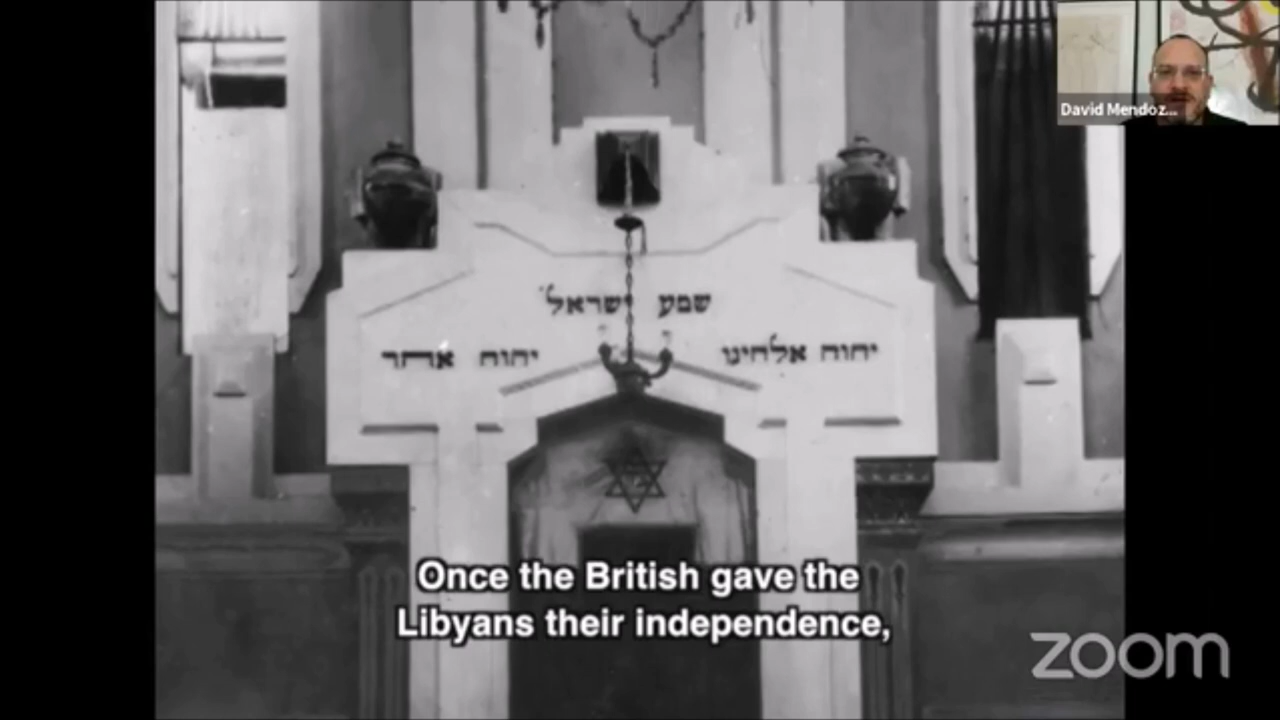 David Mendoz...
שמע ישראל
יהוה אלהינו
יהוה אחד
Once the British gave the
Libyans their independence,
zoom